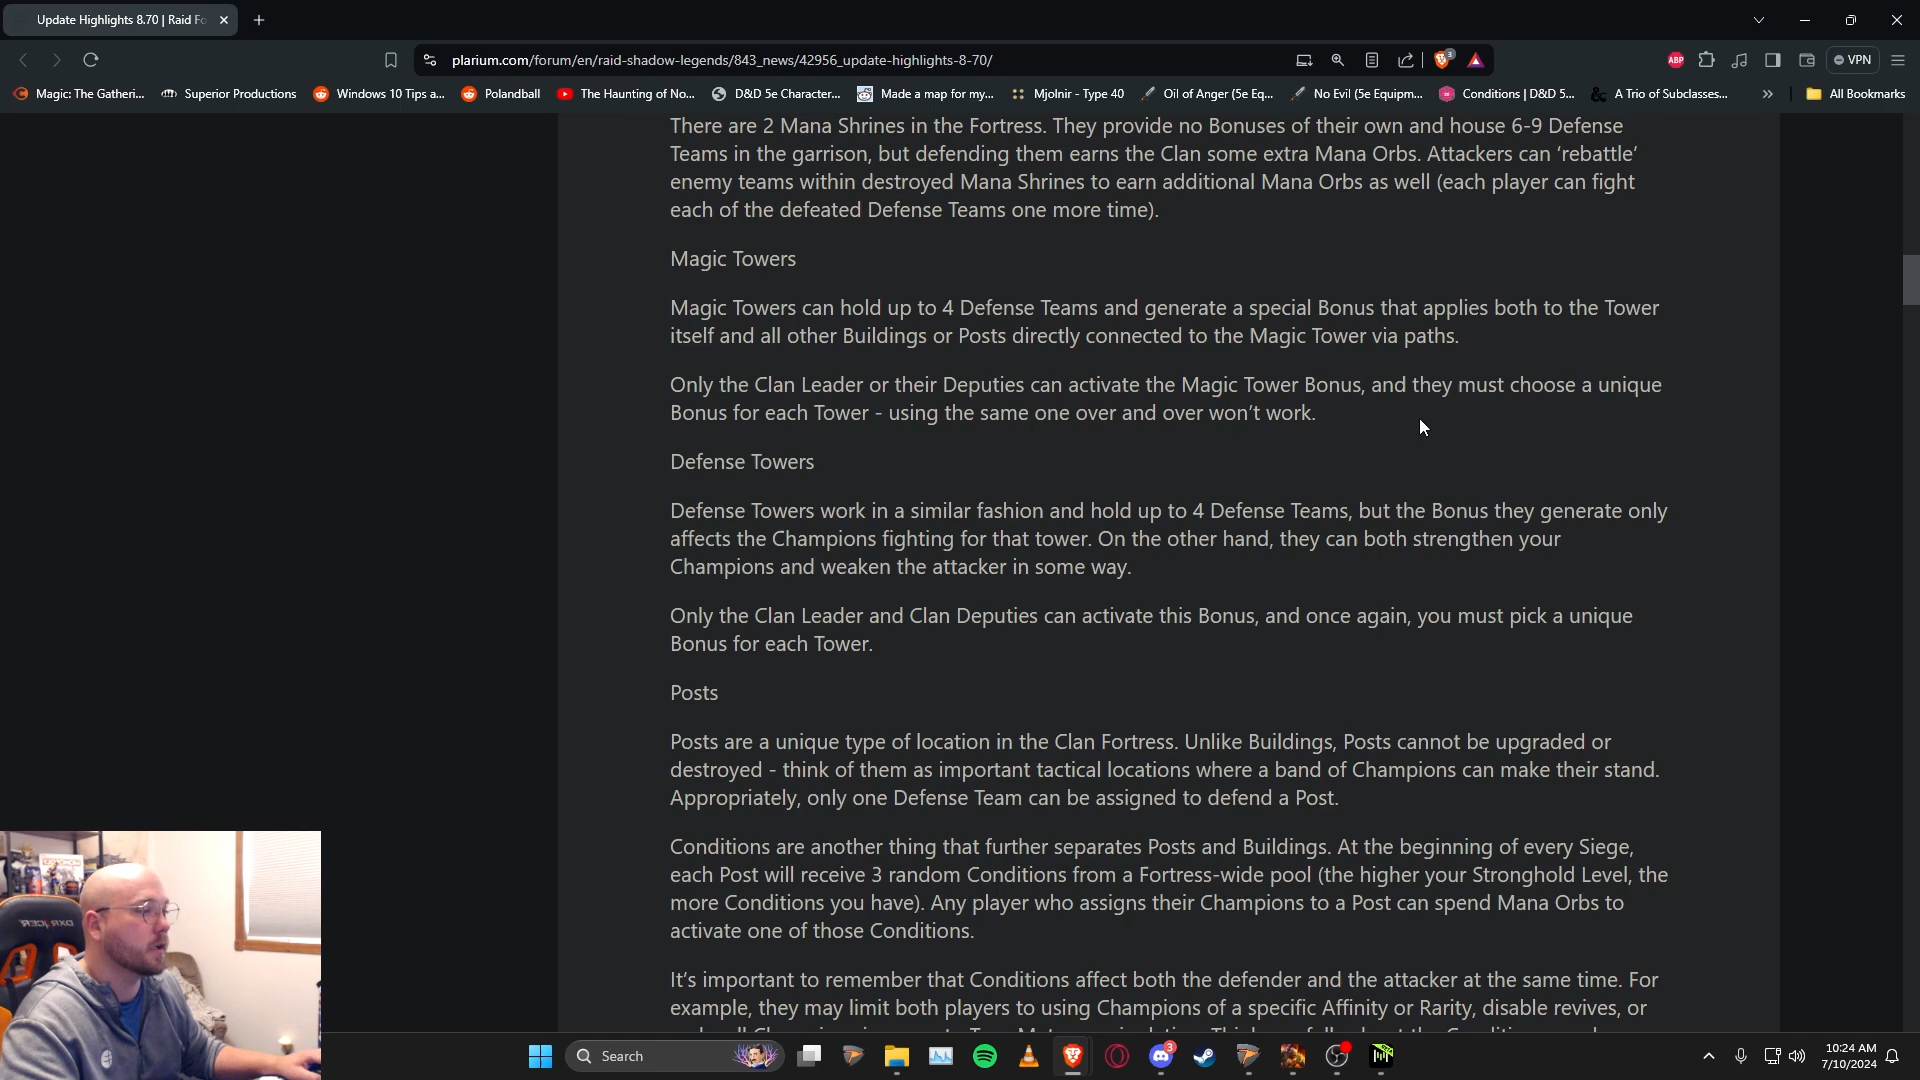 Update Highlights 8.70 | Raid Fo
plarium.com/forum/en/raid-shadow-legends/843_news/42956_update-highlights-8-70/
3
ABP
VPN
Magic: The Gatheri...
Superior Productions
Windows 10 Tips a...
Polandball
The Haunting of No...
D&D 5e Character...
Made a map for my...
Mjolnir - Type 40
Oil of Anger (5e Eq...
No Evil (5e Equipm...
Conditions | D&D 5...
A Trio of Subclasses...
»
All Bookmarks
There are 2 Mana Shrines in the Fortress. They provide no Bonuses of their own and house 6-9 Defense
Teams in the garrison, but defending them earns the Clan some extra Mana Orbs. Attackers can ‘rebattle’
enemy teams within destroyed Mana Shrines to earn additional Mana Orbs as well (each player can fight
each of the defeated Defense Teams one more time).
Magic Towers
Magic Towers can hold up to 4 Defense Teams and generate a special Bonus that applies both to the Tower
itself and all other Buildings or Posts directly connected to the Magic Tower via paths.
Only the Clan Leader or their Deputies can activate the Magic Tower Bonus, and they must choose a unique
Bonus for each Tower - using the same one over and over won’t work.
Defense Towers
Defense Towers work in a similar fashion and hold up to 4 Defense Teams, but the Bonus they generate only
affects the Champions fighting for that tower. On the other hand, they can both strengthen your
Champions and weaken the attacker in some way.
Only the Clan Leader and Clan Deputies can activate this Bonus, and once again, you must pick a unique
Bonus for each Tower.
Posts
Posts are a unique type of location in the Clan Fortress. Unlike Buildings, Posts cannot be upgraded or
destroyed - think of them as important tactical locations where a band of Champions can make their stand.
Appropriately, only one Defense Team can be assigned to defend a Post.
Conditions are another thing that further separates Posts and Buildings. At the beginning of every Siege,
each Post will receive 3 random Conditions from a Fortress-wide pool (the higher your Stronghold Level, the
more Conditions you have). Any player who assigns their Champions to a Post can spend Mana Orbs to
activate one of those Conditions.
It’s important to remember that Conditions affect both the defender and the attacker at the same time. For
example, they may limit both players to using Champions of a specific Affinity or Rarity, disable revives, or
Search
3
10:24 AM
7/10/2024